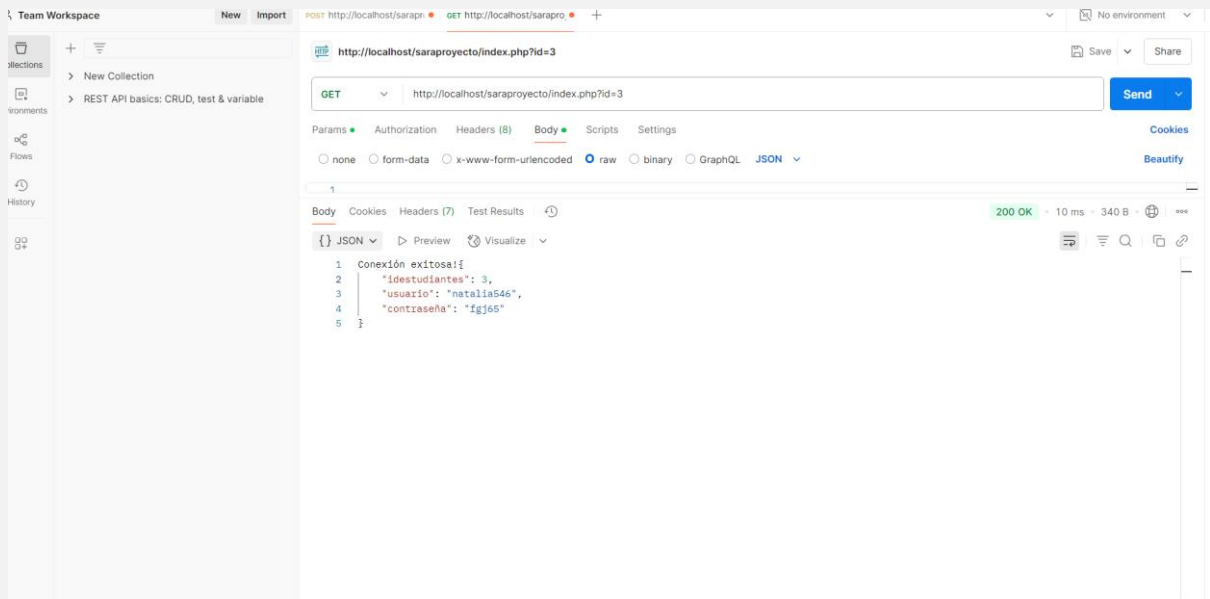 Team Workspace
New
Import
POST http://localhost/sarapr
GET http://localhost/sarapro
No environment
ollections
ironments
Flows
History
New Collection
REST API basics: CRUD, test & variable
HTTP http://localhost/saraproyecto/index.php?id=3
Save
Share
GET
http://localhost/saraproyecto/index.php?id=3
Send
Params
Authorization
Headers (8)
Body
Scripts
Settings
Cookies
none
form-data
x-www-form-urlencoded
raw
binary
GraphQL
JSON
Beautify
1
Body
Cookies
Headers (7)
Test Results
200 OK
10 ms
340 B
{} JSON
Preview
Visualize
1 Conexión exitosa!{
2 "idestudiantes": 3,
3 "usuario": "natalia546",
4 "contraseña": "fgj65"
5 }